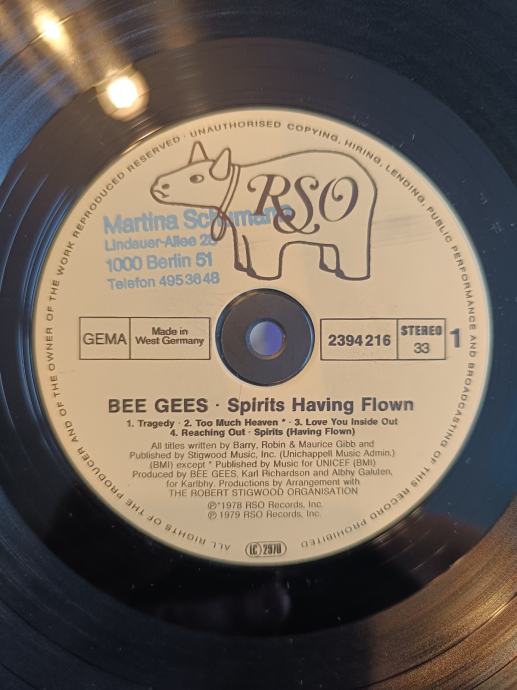 ALL RIGHTS OF THE PRODUCER AND OF THE OWNER OF THE WORK REPRODUCED RESERVED · UNAUTHORISED COPYING, HIRING, LENDING, PUBLIC PERFORMANCE AND BROADCASTING OF THIS RECORD PROHIBITED
RSO
Martina
Lindauer-Allee
1000 Berlin 51
Telefon 4953648
GEMA
Made in
West Germany
2394216
STEREO
33
1
BEE GEES · Spirits Having Flown
1. Tragedy · 2. Too Much Heaven * · 3. Love You Inside Out
4. Reaching Out · Spirits (Having Flown)
All titles written by Barry, Robin & Maurice Gibb and
Published by Stigwood Music, Inc. (Unichappell Music Admin.)
(BMI) except * Published by Music for UNICEF (BMI)
Produced by BEE GEES, Karl Richardson and Albhy Galuten,
for Karlbhy. Productions by Arrangement with
THE ROBERT STIGWOOD ORGANISATION
℗*1978 RSO Records, Inc.
℗ 1979 RSO Records, Inc.
LC 2970